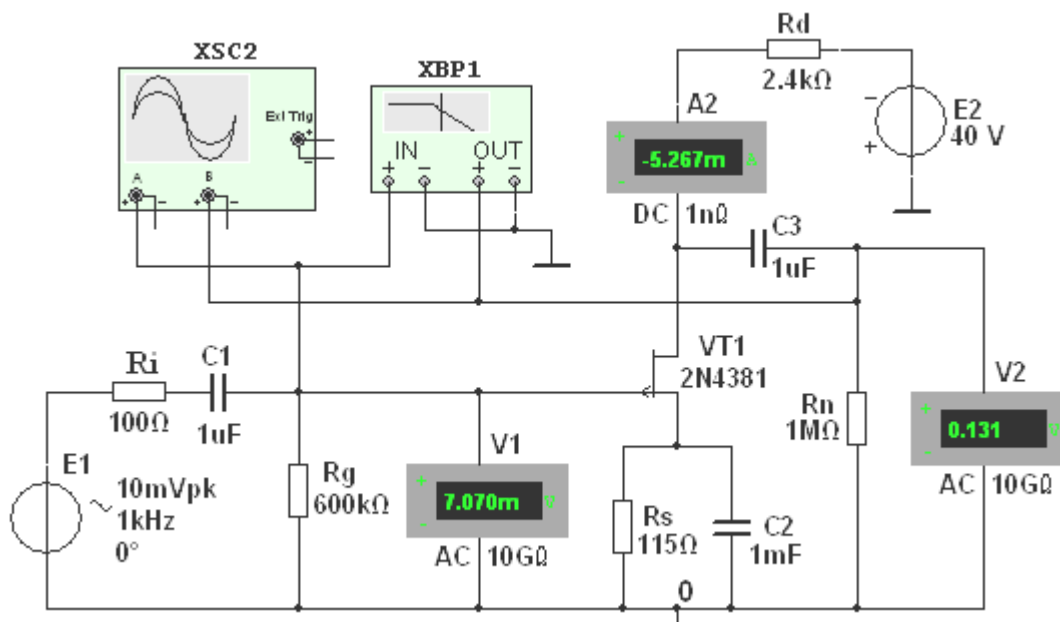 XSC2
Ext Trig
+
−
A
B
+ −
+ −
XBP1
IN
OUT
+ − + −
Rd
2.4kΩ
−
+
E2
40 V
A2
+
-5.267m A
−
DC 1nΩ
C3
1uF
VT1
2N4381
Ri
100Ω
C1
1uF
E1
10mVpk
1kHz
0°
Rg
600kΩ
V1
+
7.070m V
−
AC 10GΩ
Rs
115Ω
C2
1mF
0
Rn
1MΩ
V2
+
0.131 V
−
AC 10GΩ